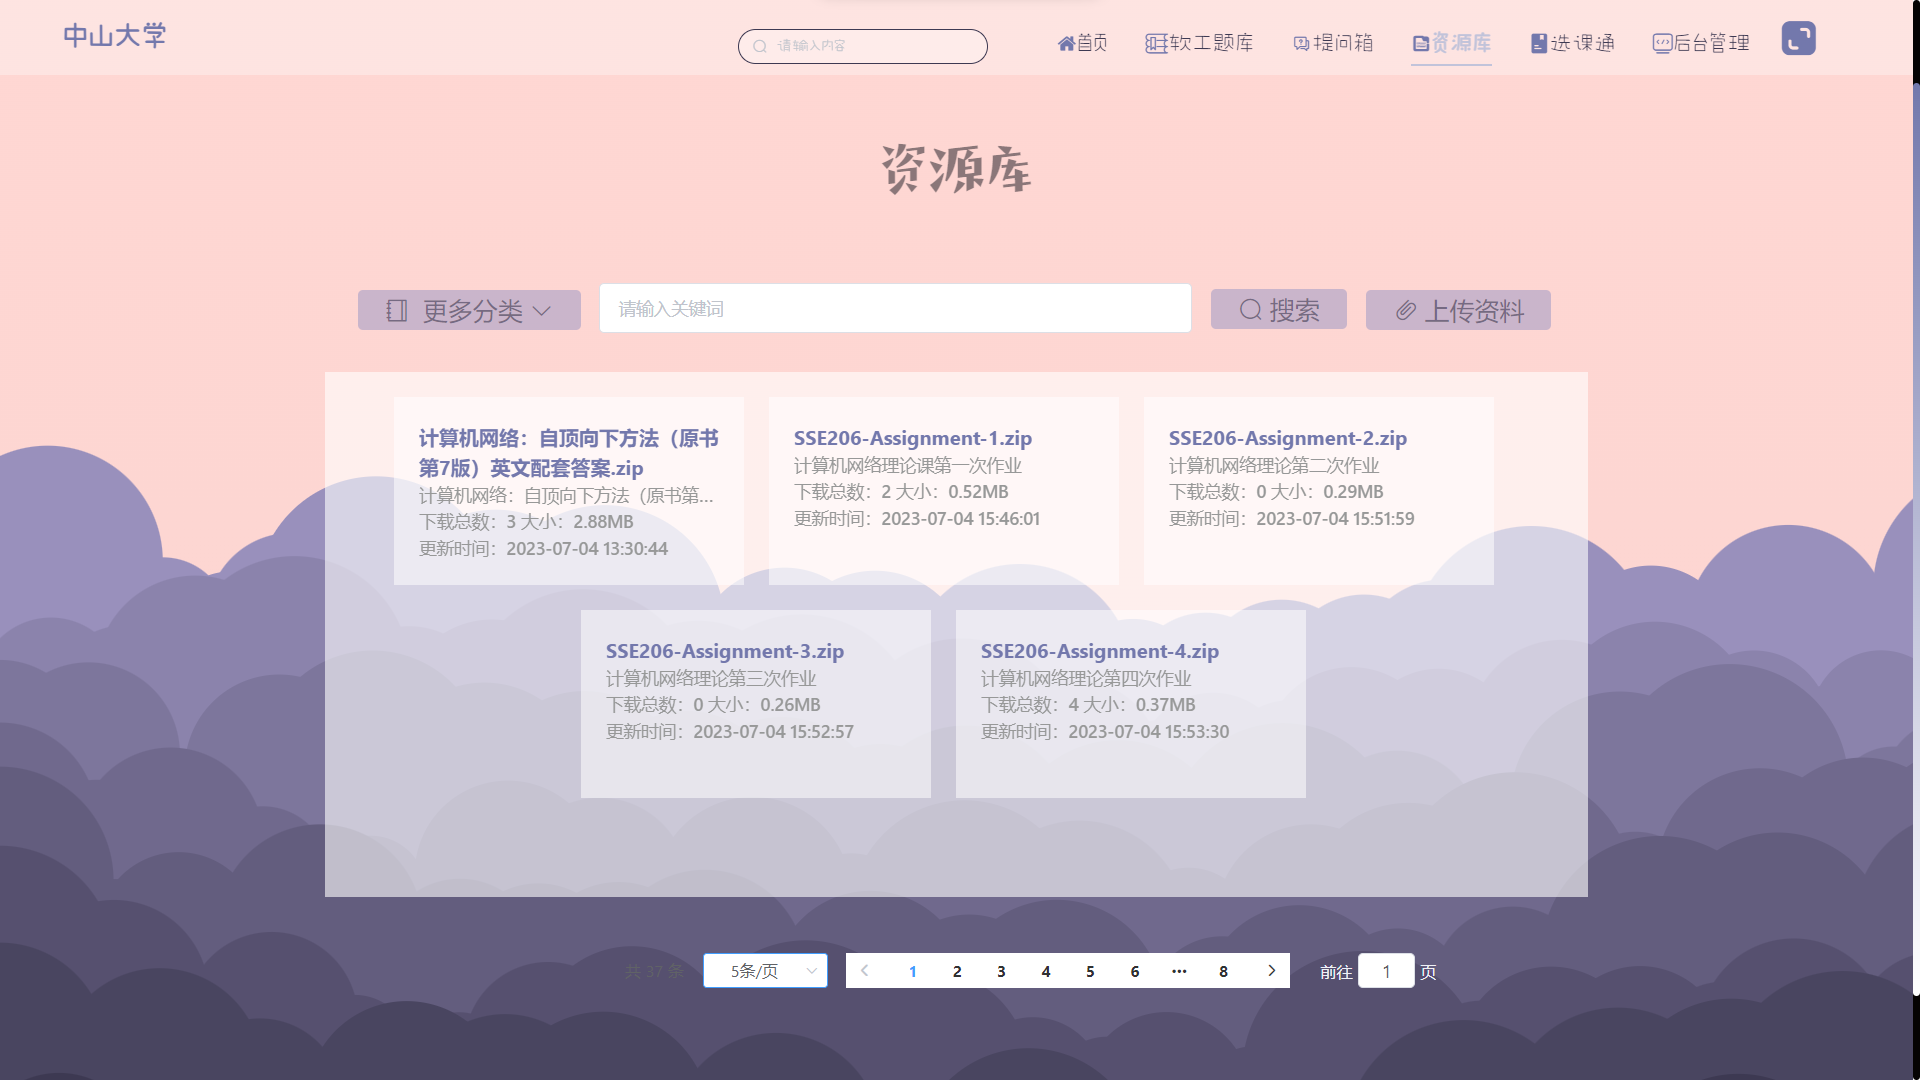 中山大学
请输入内容
首页
软工题库
提问箱
资源库
选课通
后台管理
资源库
更多分类
请输入关键词
搜索
上传资料
计算机网络：自顶向下方法（原书
第7版）英文配套答案.zip
计算机网络：自顶向下方法（原书第...
下载总数：3 大小：2.88MB
更新时间：2023-07-04 13:30:44
SSE206-Assignment-1.zip
计算机网络理论课第一次作业
下载总数：2 大小：0.52MB
更新时间：2023-07-04 15:46:01
SSE206-Assignment-2.zip
计算机网络理论第二次作业
下载总数：0 大小：0.29MB
更新时间：2023-07-04 15:51:59
SSE206-Assignment-3.zip
计算机网络理论第三次作业
下载总数：0 大小：0.26MB
更新时间：2023-07-04 15:52:57
SSE206-Assignment-4.zip
计算机网络理论第四次作业
下载总数：4 大小：0.37MB
更新时间：2023-07-04 15:53:30
共 37 条
5条/页
1 2 3 4 5 6 ··· 8
前往 1 页